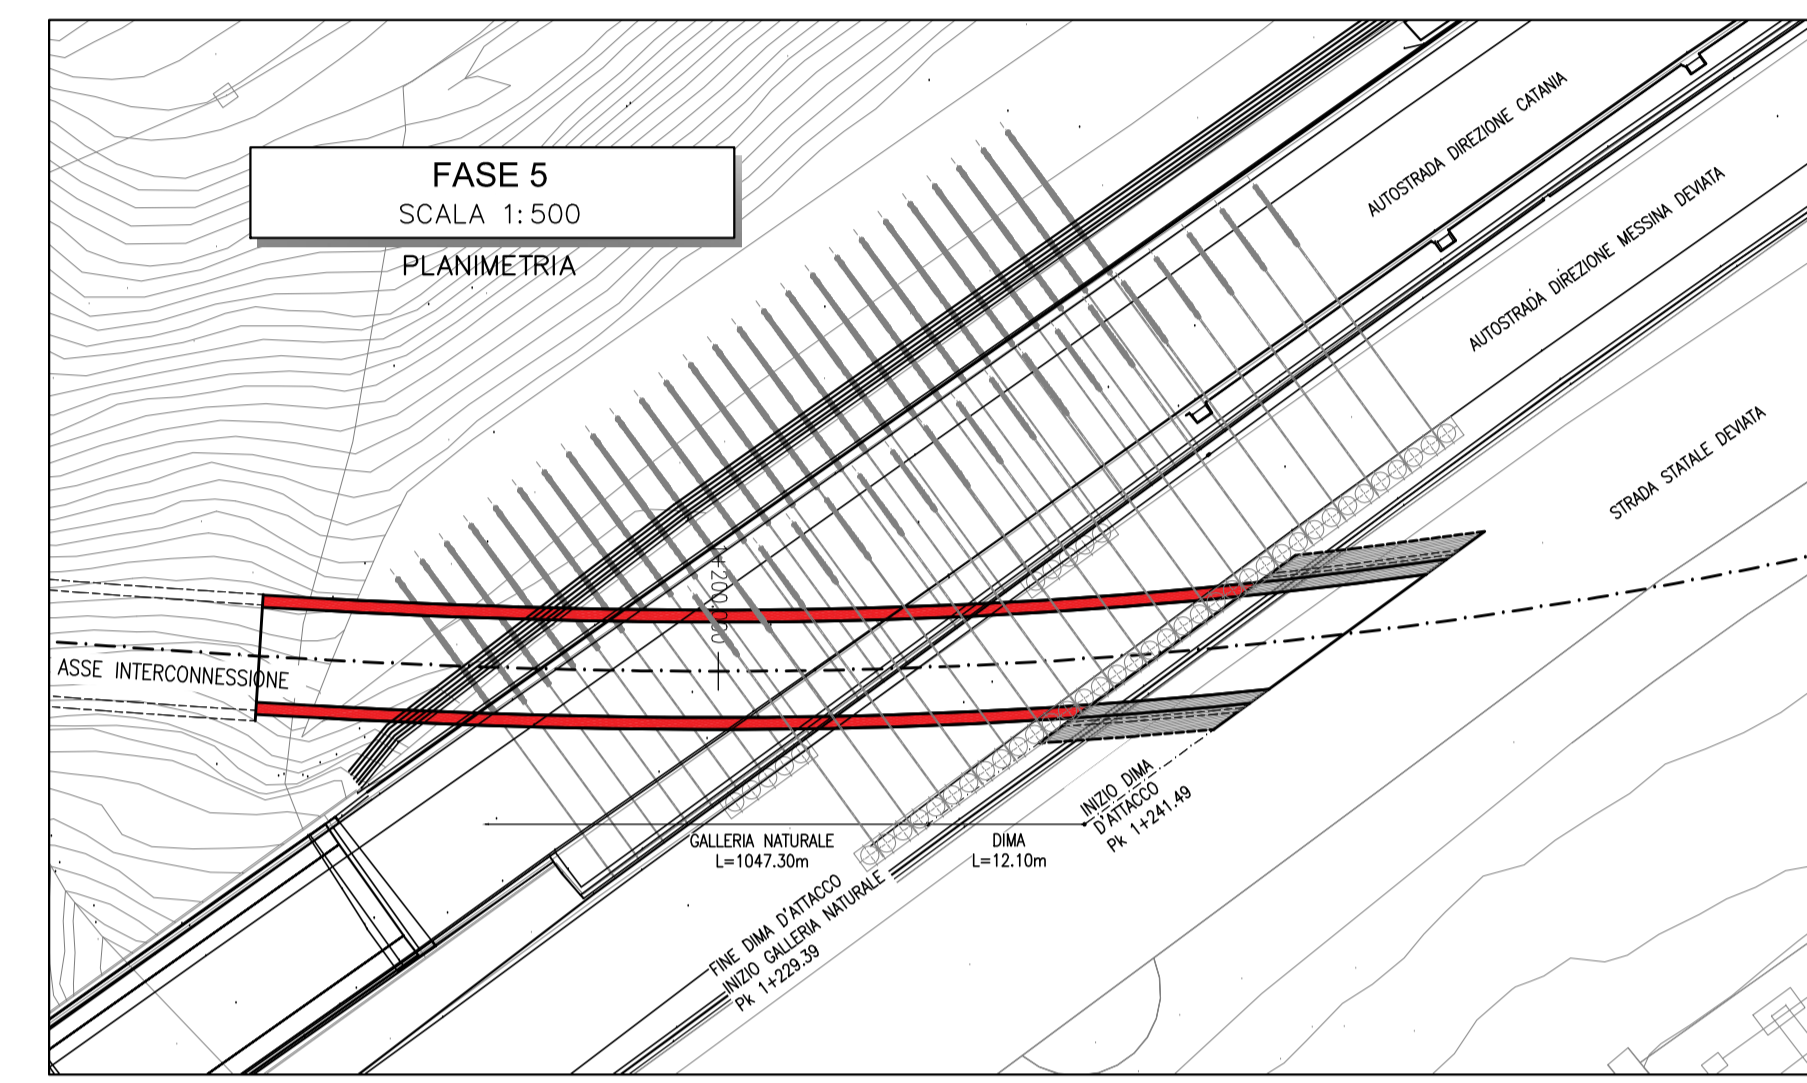 FASE 5
SCALA 1:500
PLANIMETRIA
AUTOSTRADA DIREZIONE CATANIA
AUTOSTRADA DIREZIONE MESSINA DEVIATA
STRADA STATALE DEVIATA
ASSE INTERCONNESSIONE
GALLERIA NATURALE
L=1047.30m
DIMA
L=12.10m
INIZIO DIMA
D'ATTACCO
Pk 1+241.49
FINE DIMA D'ATTACCO
INIZIO GALLERIA NATURALE
Pk 1+229.39